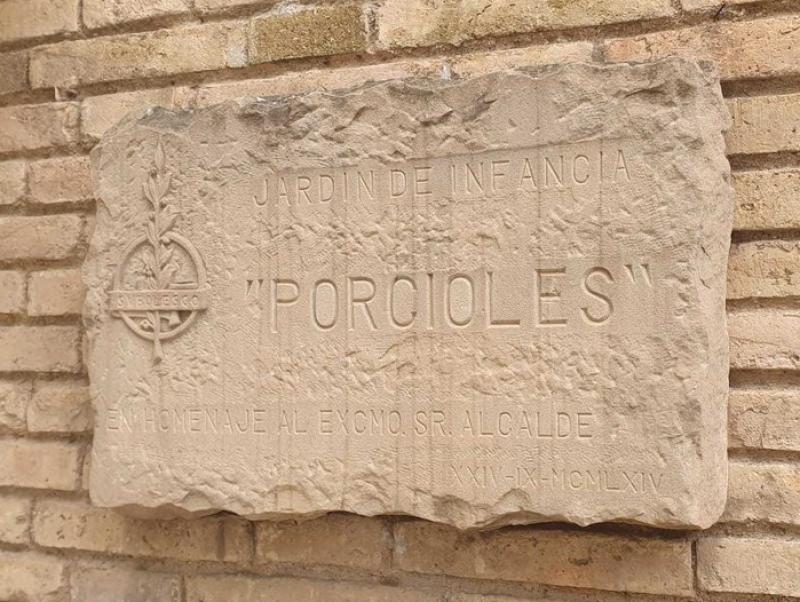 JARDIN DE INFANCIA
"PORCIOLES"
EN HOMENAJE AL EXCMO. SR. ALCALDE
XXIV-IX-MCMLXIV